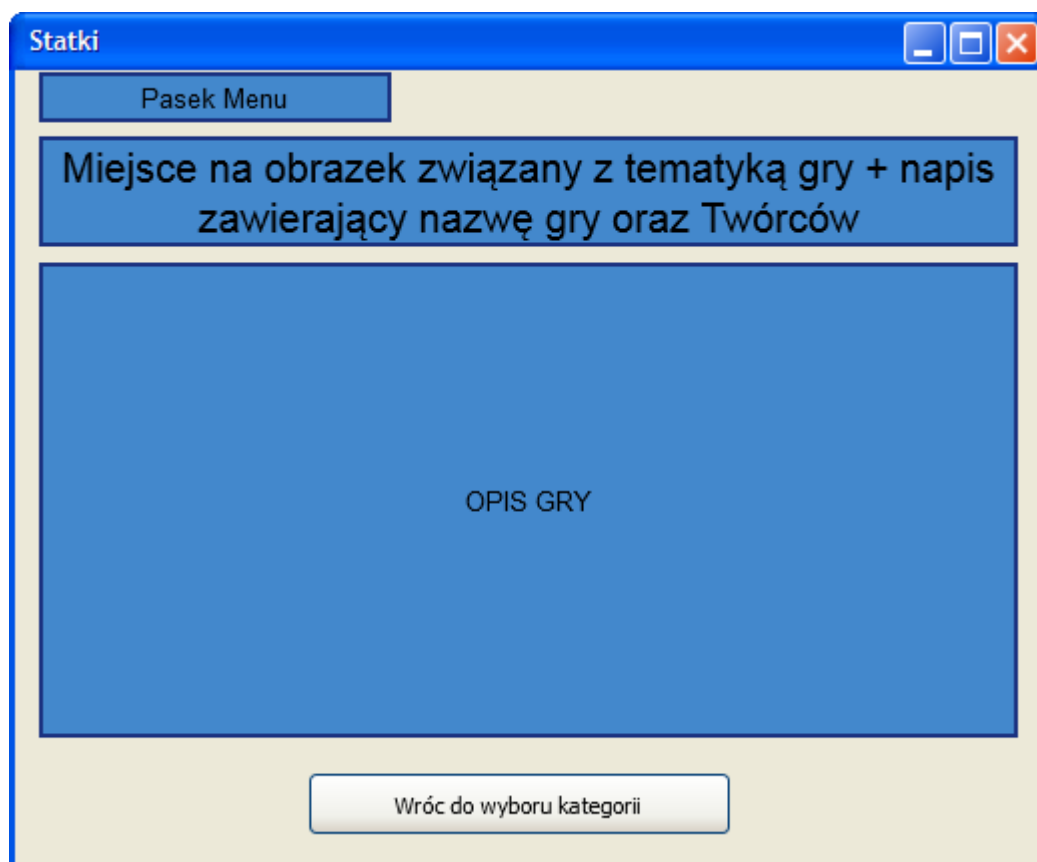 Statki
Pasek Menu
Miejsce na obrazek związany z tematyką gry + napis
zawierający nazwę gry oraz Twórców
OPIS GRY
Wróc do wyboru kategorii